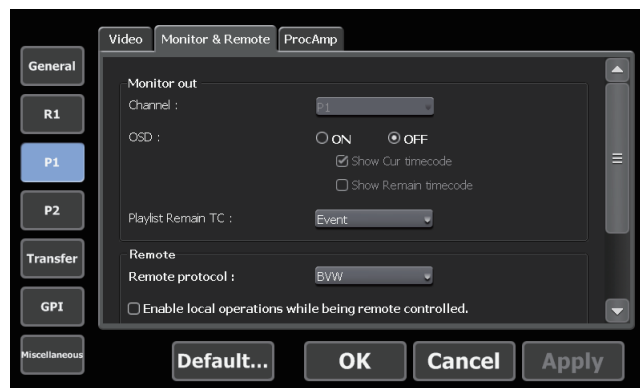 Video Monitor & Remote ProcAmp
General
R1
P1
P2
Transfer
GPI
Miscellaneous
Monitor out
Channel : P1
OSD : ON OFF
Show Cur timecode
Show Remain timecode
Playlist Remain TC : Event
Remote
Remote protocol : BVW
Enable local operations while being remote controlled.
Default... OK Cancel Apply